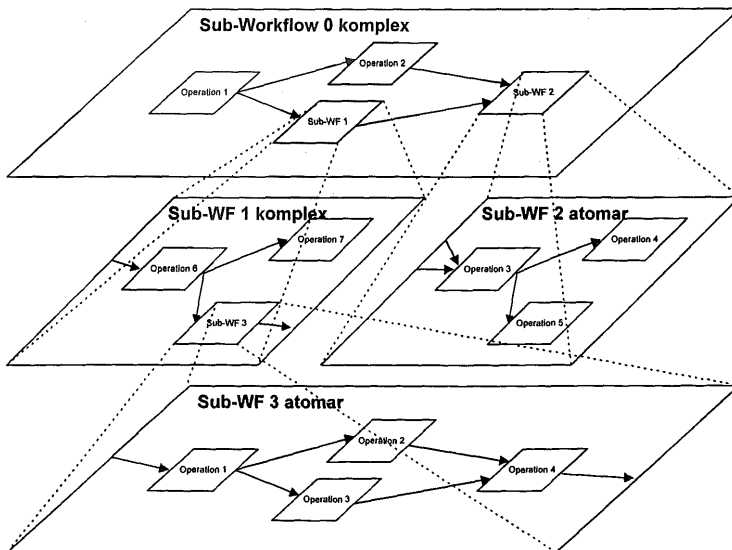 Sub-Workflow 0 komplex
Operation 2
Operation 1
Sub-WF 2
Sub-WF 1
Sub-WF 1 komplex
Operation 7
Operation 6
Sub-WF 3
Sub-WF 2 atomar
Operation 4
Operation 3
Operation 5
Sub-WF 3 atomar
Operation 2
Operation 1
Operation 4
Operation 3